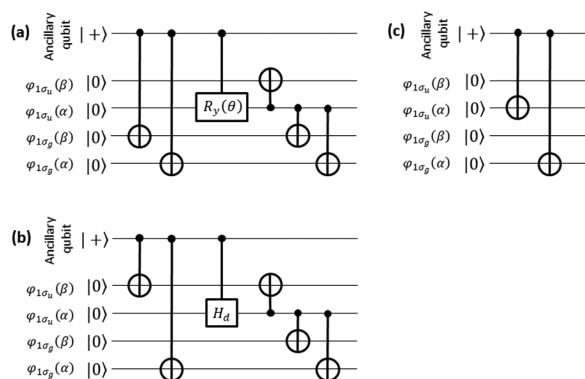 (a)
Ancillary
qubit
|+⟩
φ1σu(β) |0⟩
φ1σu(α) |0⟩
Ry(θ)
φ1σg(β) |0⟩
φ1σg(α) |0⟩
(c)
Ancillary
qubit
|+⟩
φ1σu(β) |0⟩
φ1σu(α) |0⟩
φ1σg(β) |0⟩
φ1σg(α) |0⟩
(b)
Ancillary
qubit
|+⟩
φ1σu(β) |0⟩
φ1σu(α) |0⟩
Hd
φ1σg(β) |0⟩
φ1σg(α) |0⟩